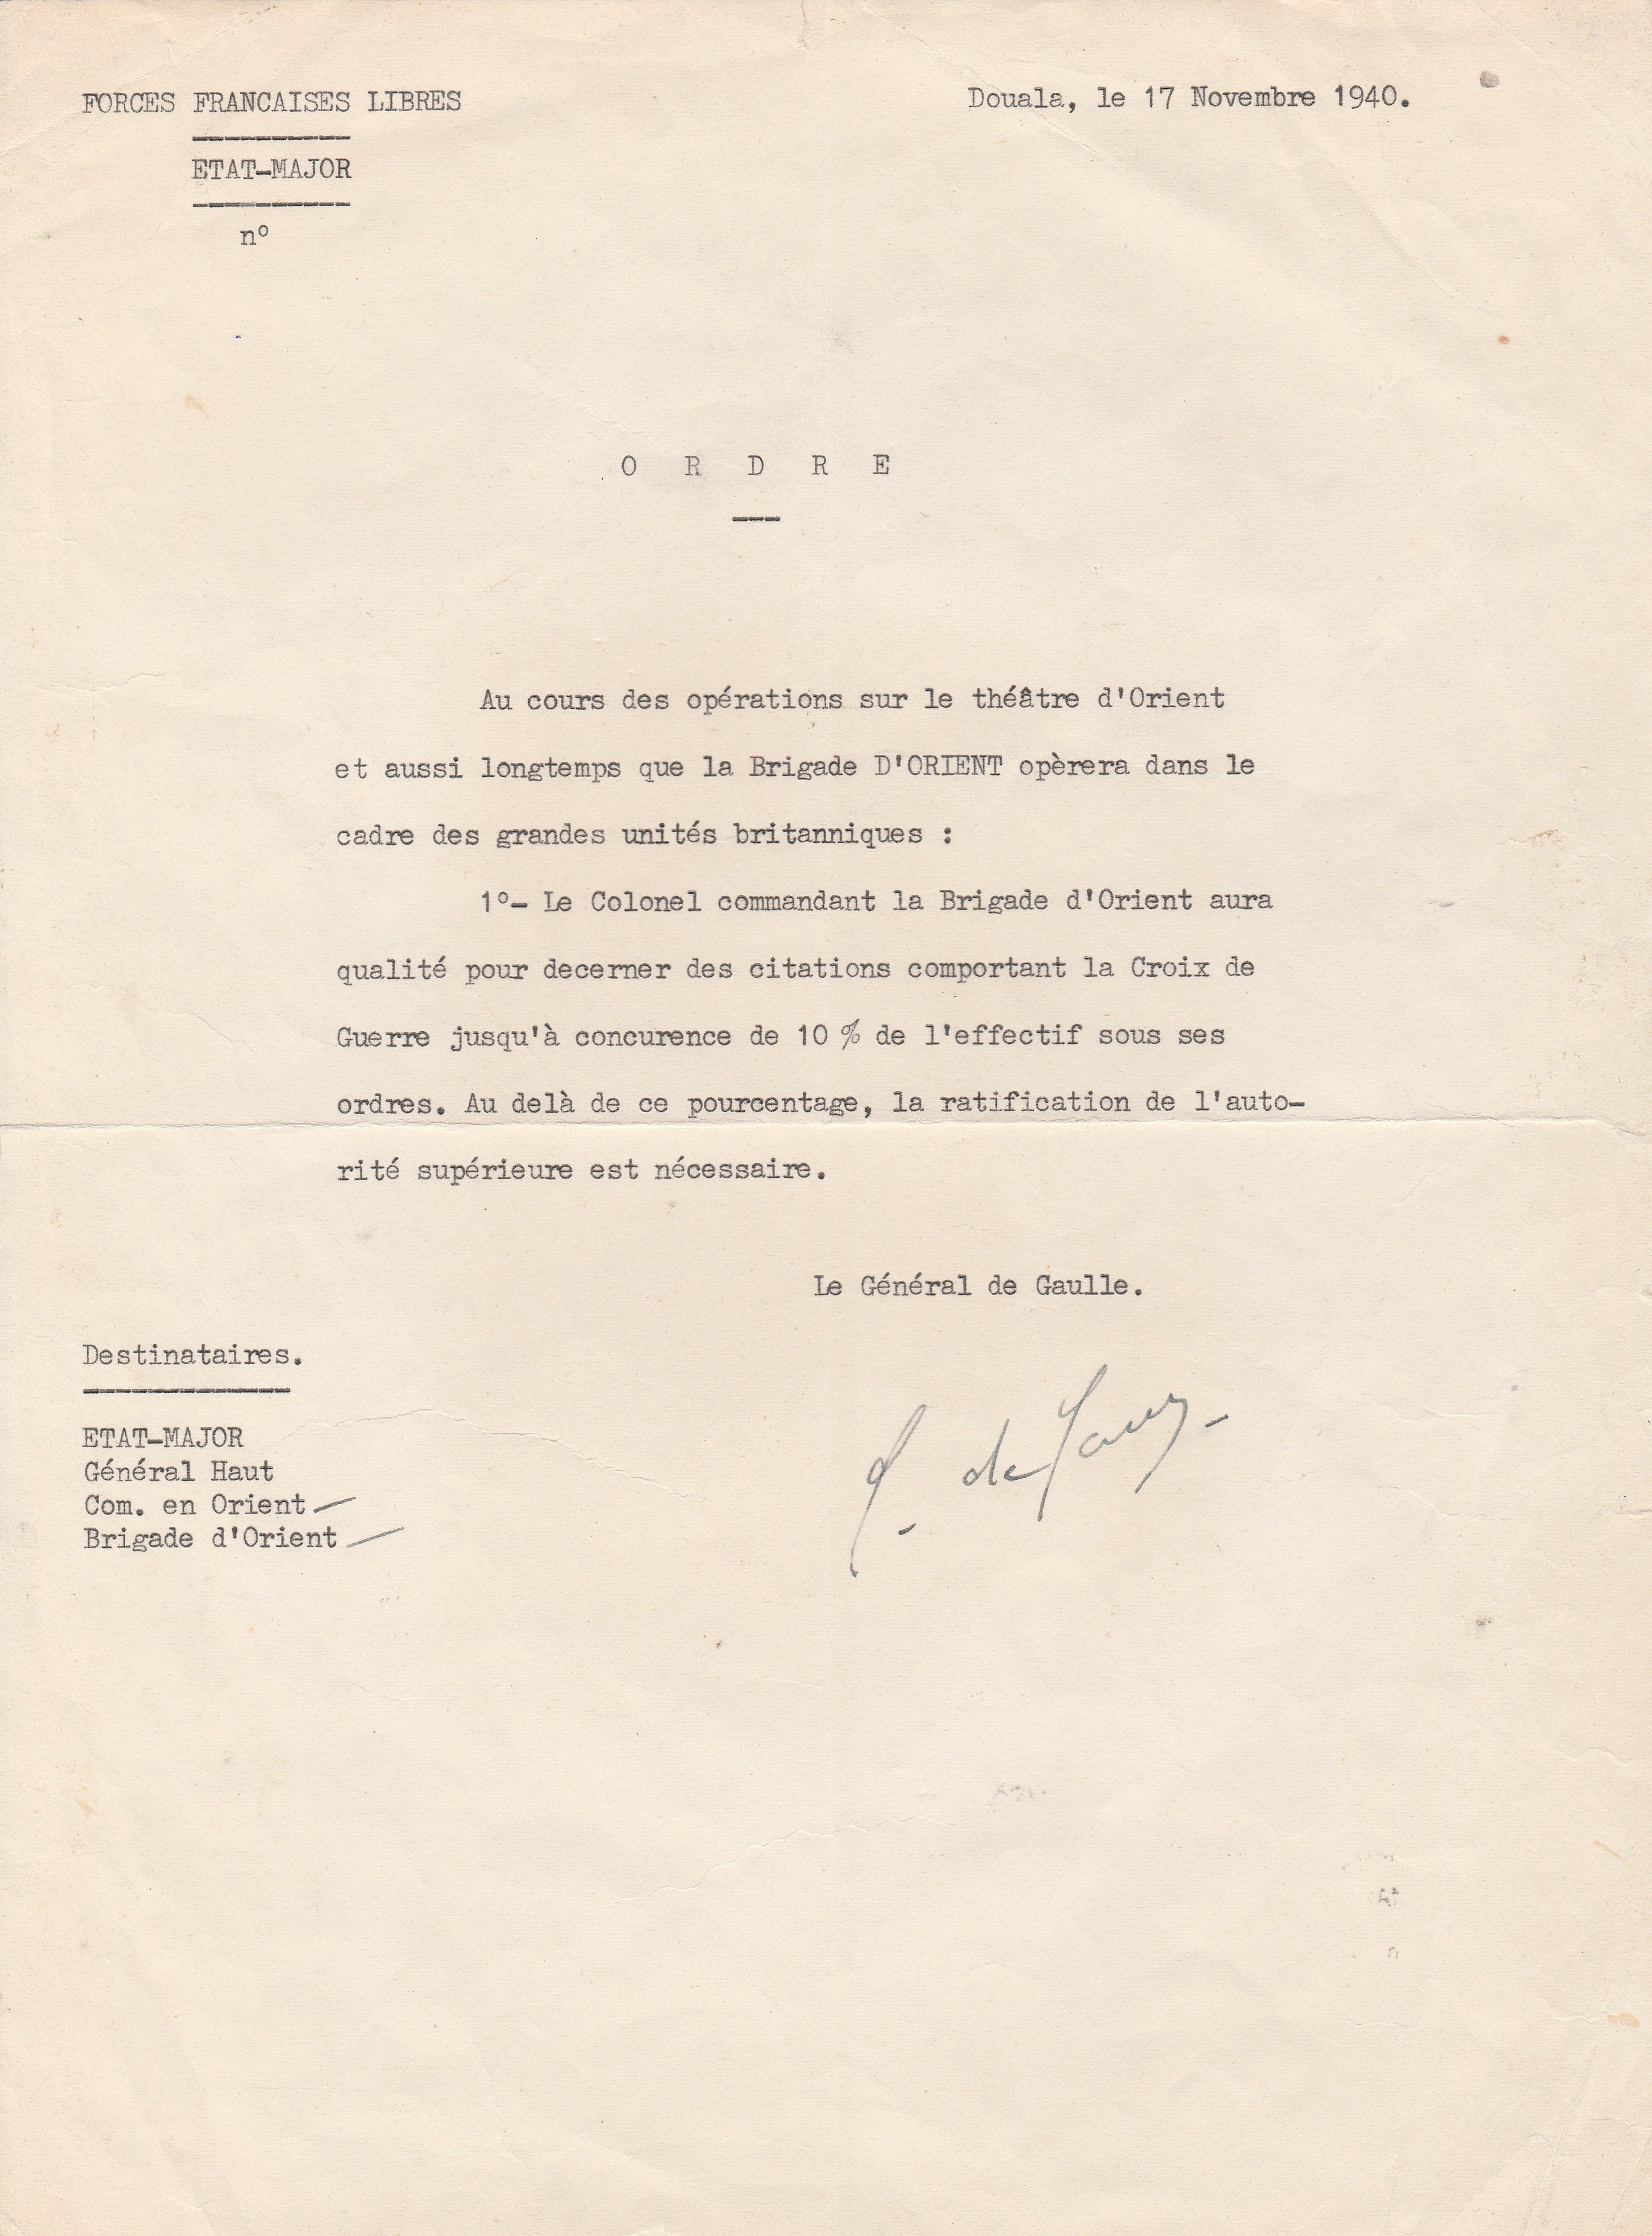 FORCES FRANCAISES LIBRES
Douala, le 17 Novembre 1940.
ETAT-MAJOR
n°
O R D R E
Au cours des opérations sur le théâtre d'Orient
et aussi longtemps que la Brigade D'ORIENT opèrera dans le
cadre des grandes unités britanniques :
1°- Le Colonel commandant la Brigade d'Orient aura
qualité pour decerner des citations comportant la Croix de
Guerre jusqu'à concurence de 10 % de l'effectif sous ses
ordres. Au delà de ce pourcentage, la ratification de l'auto-
rité supérieure est nécessaire.
Le Général de Gaulle.
Destinataires.
C. de Gaulle
ETAT-MAJOR
Général Haut
Com. en Orient
Brigade d'Orient